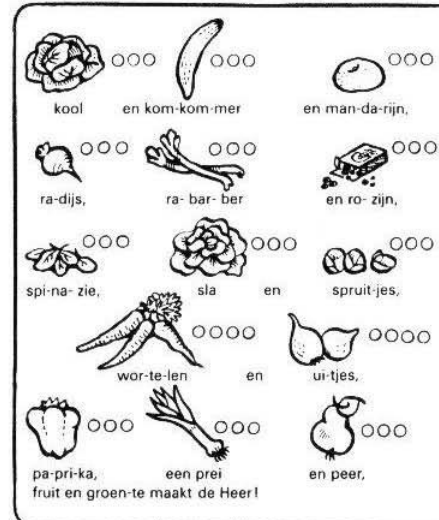 kool en kom-kom-mer en man-da-rijn,
ra-dijs, ra-bar-ber en ro-zijn,
spi-na-zie, sla en spruit-jes,
wor-te-len en ui-tjes,
pa-pri-ka, een prei en peer,
fruit en groen-te maakt de Heer!